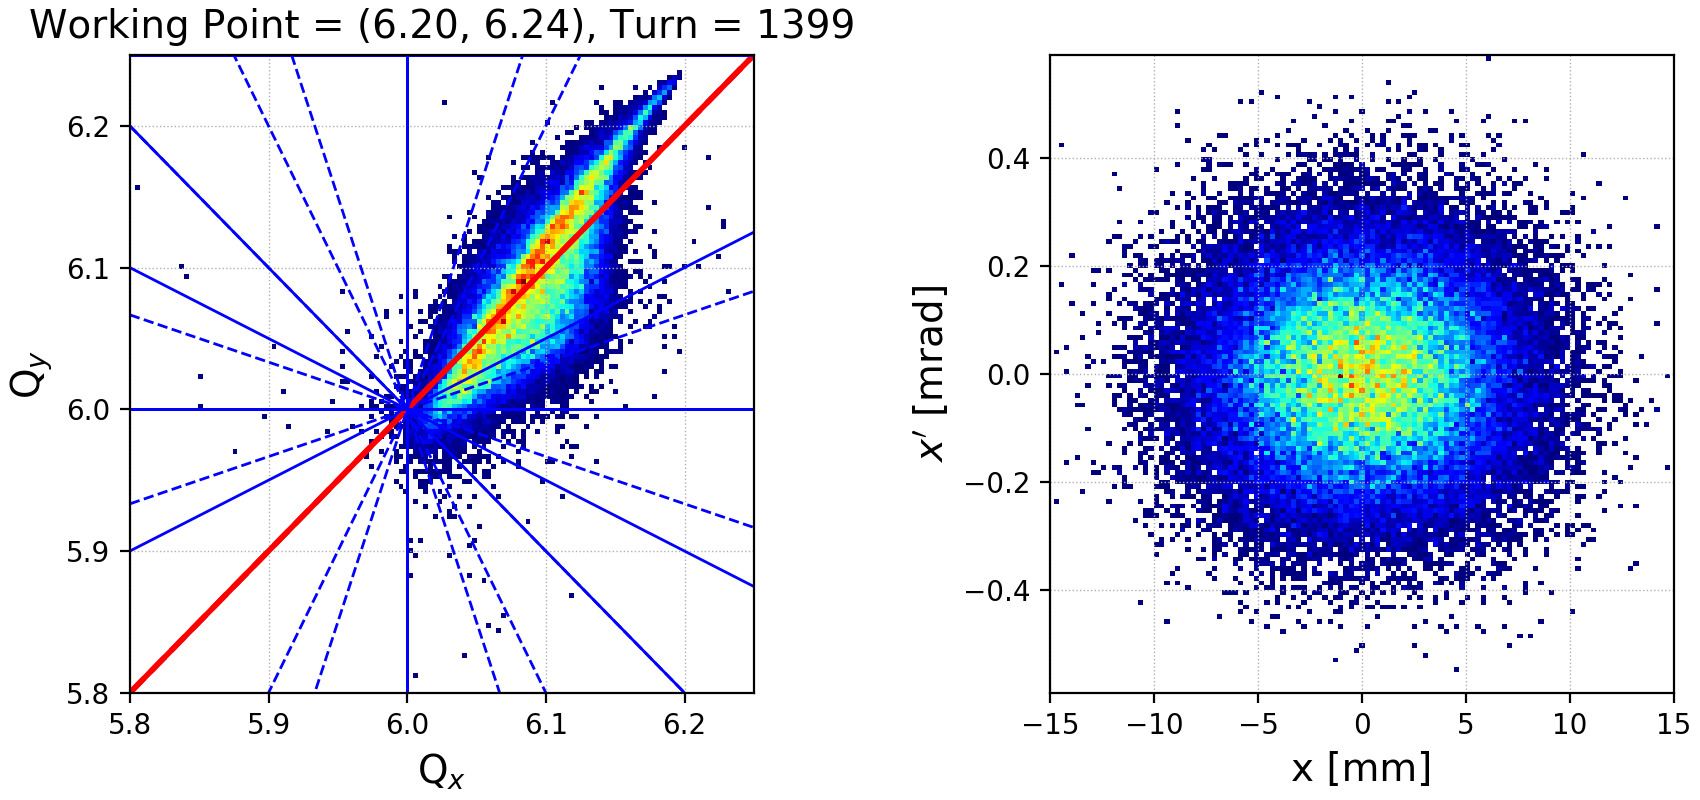 Working Point = (6.20, 6.24), Turn = 1399
6.2
6.1
6.0
5.9
5.8
Q_y
5.8 5.9 6.0 6.1 6.2
Q_x
0.4
0.2
0.0
−0.2
−0.4
x′ [mrad]
−15 −10 −5 0 5 10 15
x [mm]